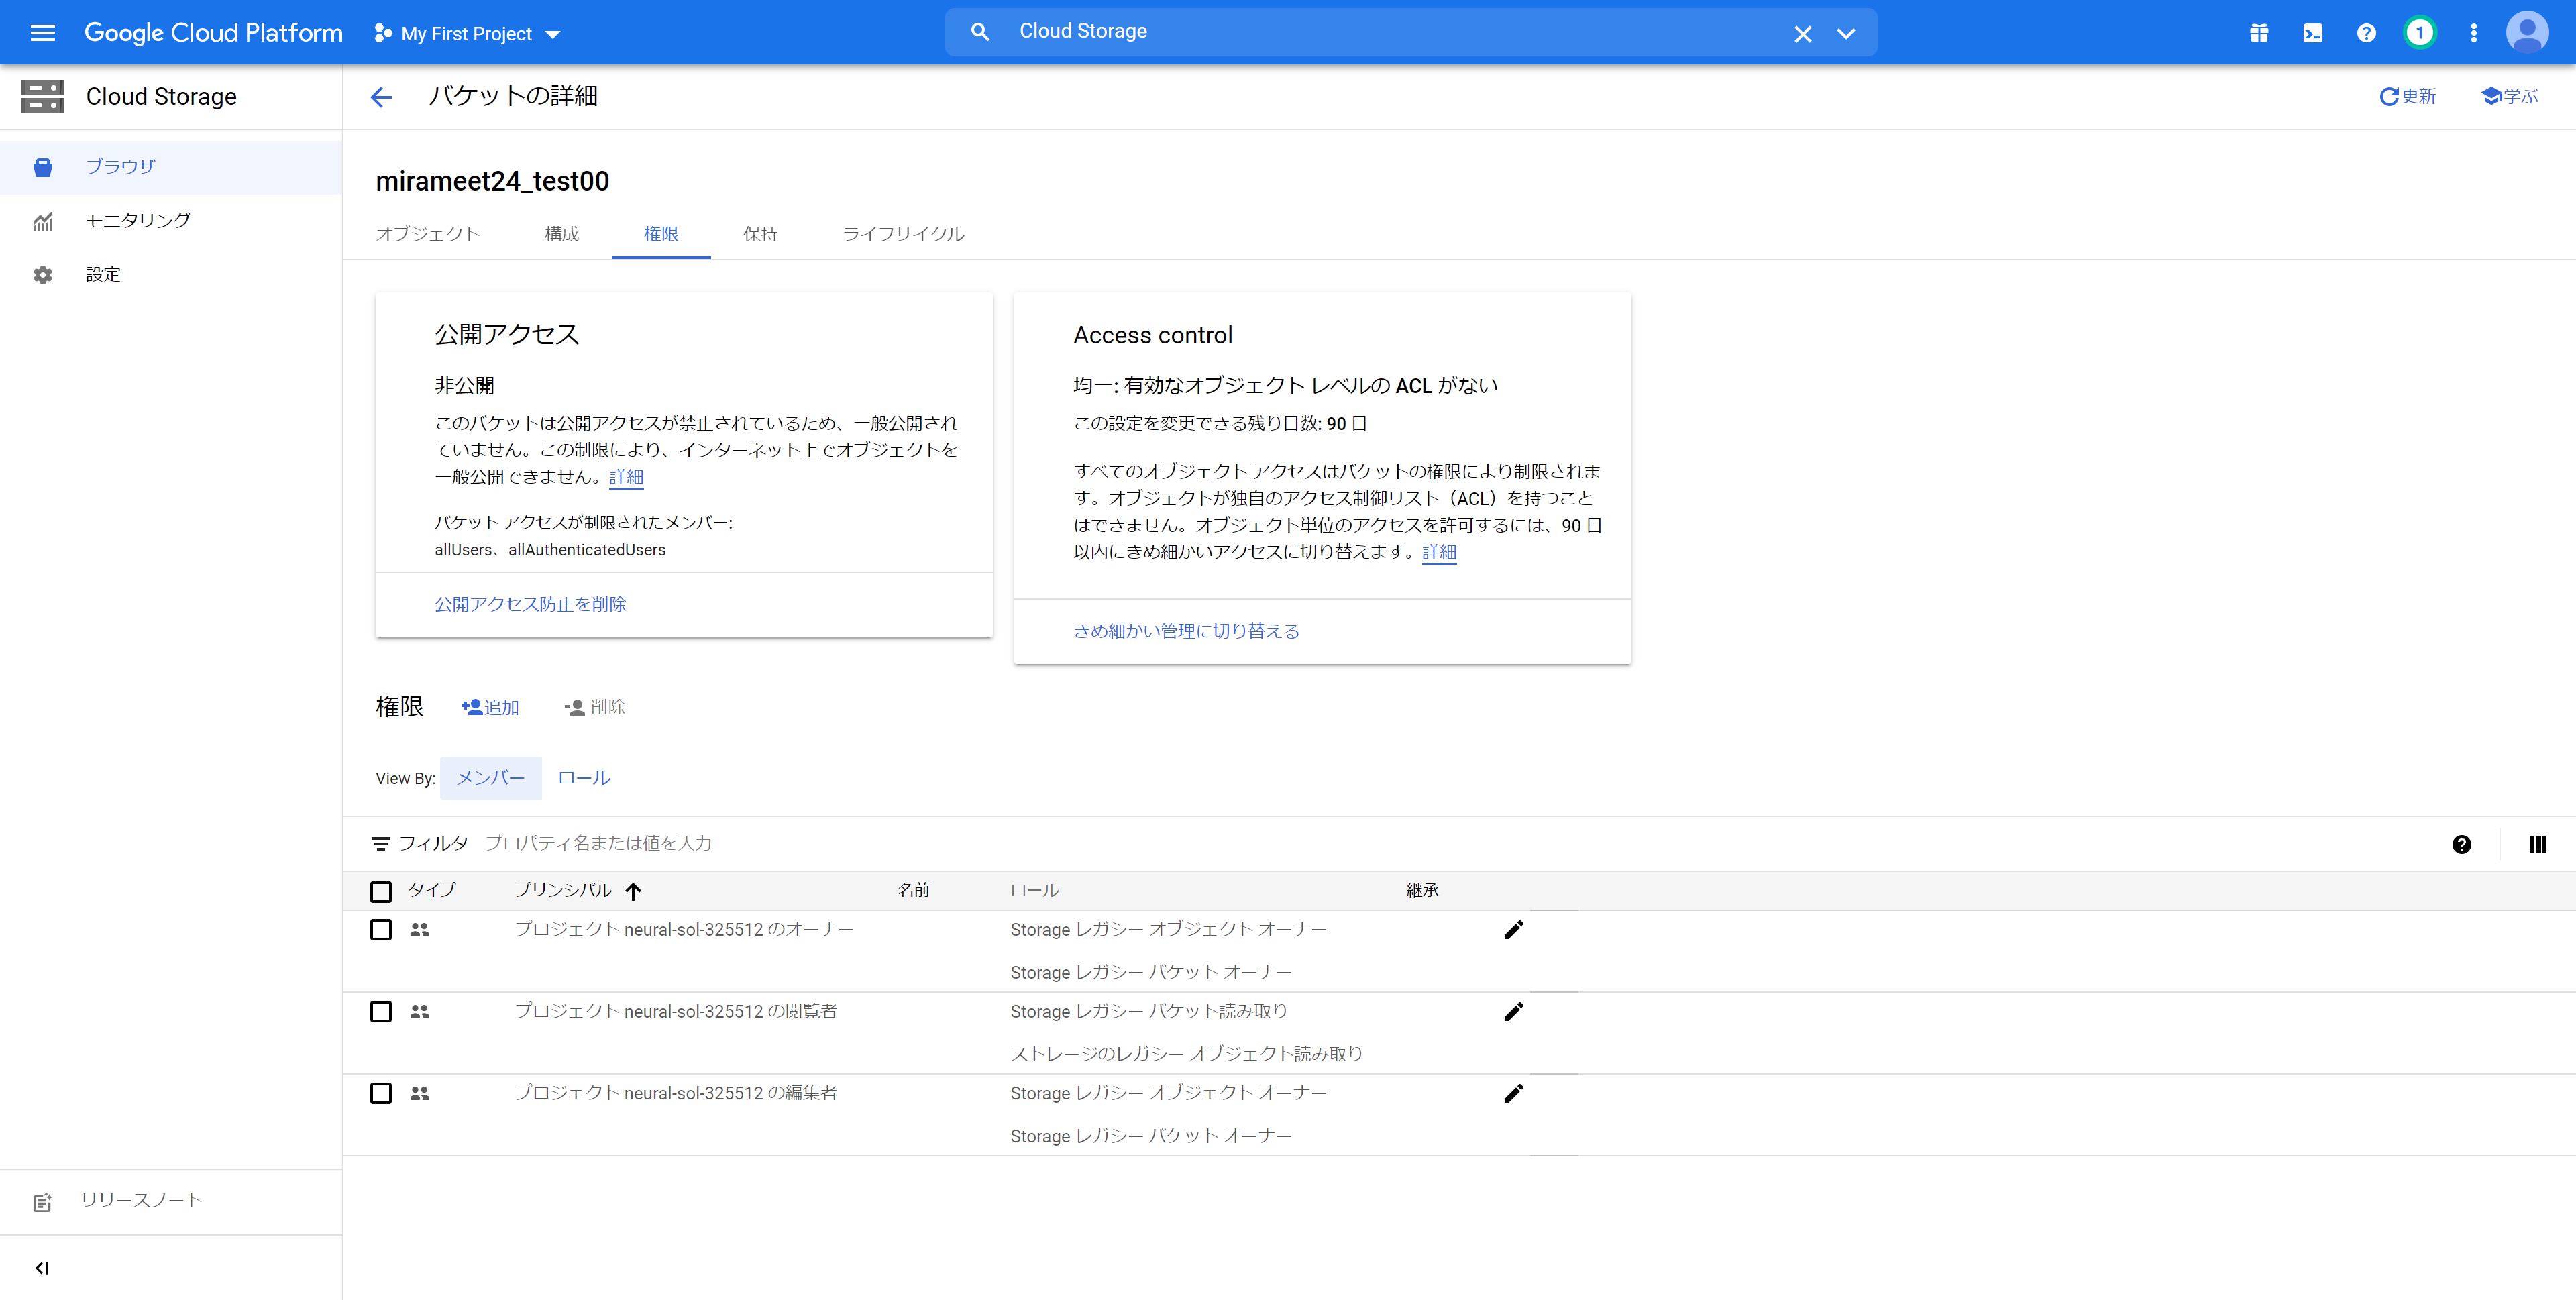 Google Cloud Platform
My First Project
Cloud Storage
1
Cloud Storage
バケットの詳細
更新
学ぶ
ブラウザ
モニタリング
設定
mirameet24_test00
オブジェクト
構成
権限
保持
ライフサイクル
公開アクセス
非公開
このバケットは公開アクセスが禁止されているため、一般公開され
ていません。この制限により、インターネット上でオブジェクトを
一般公開できません。詳細
バケット アクセスが制限されたメンバー:
allUsers、allAuthenticatedUsers
公開アクセス防止を削除
Access control
均一: 有効なオブジェクト レベルの ACL がない
この設定を変更できる残り日数: 90 日
すべてのオブジェクト アクセスはバケットの権限により制限されま
す。オブジェクトが独自のアクセス制御リスト（ACL）を持つこと
はできません。オブジェクト単位のアクセスを許可するには、90 日
以内にきめ細かいアクセスに切り替えます。詳細
きめ細かい管理に切り替える
権限
追加
削除
View By:
メンバー
ロール
フィルタ
プロパティ名または値を入力
タイプ
プリンシパル
名前
ロール
継承
プロジェクト neural-sol-325512 のオーナー
Storage レガシー オブジェクト オーナー
Storage レガシー バケット オーナー
プロジェクト neural-sol-325512 の閲覧者
Storage レガシー バケット読み取り
ストレージのレガシー オブジェクト読み取り
プロジェクト neural-sol-325512 の編集者
Storage レガシー オブジェクト オーナー
Storage レガシー バケット オーナー
リリースノート